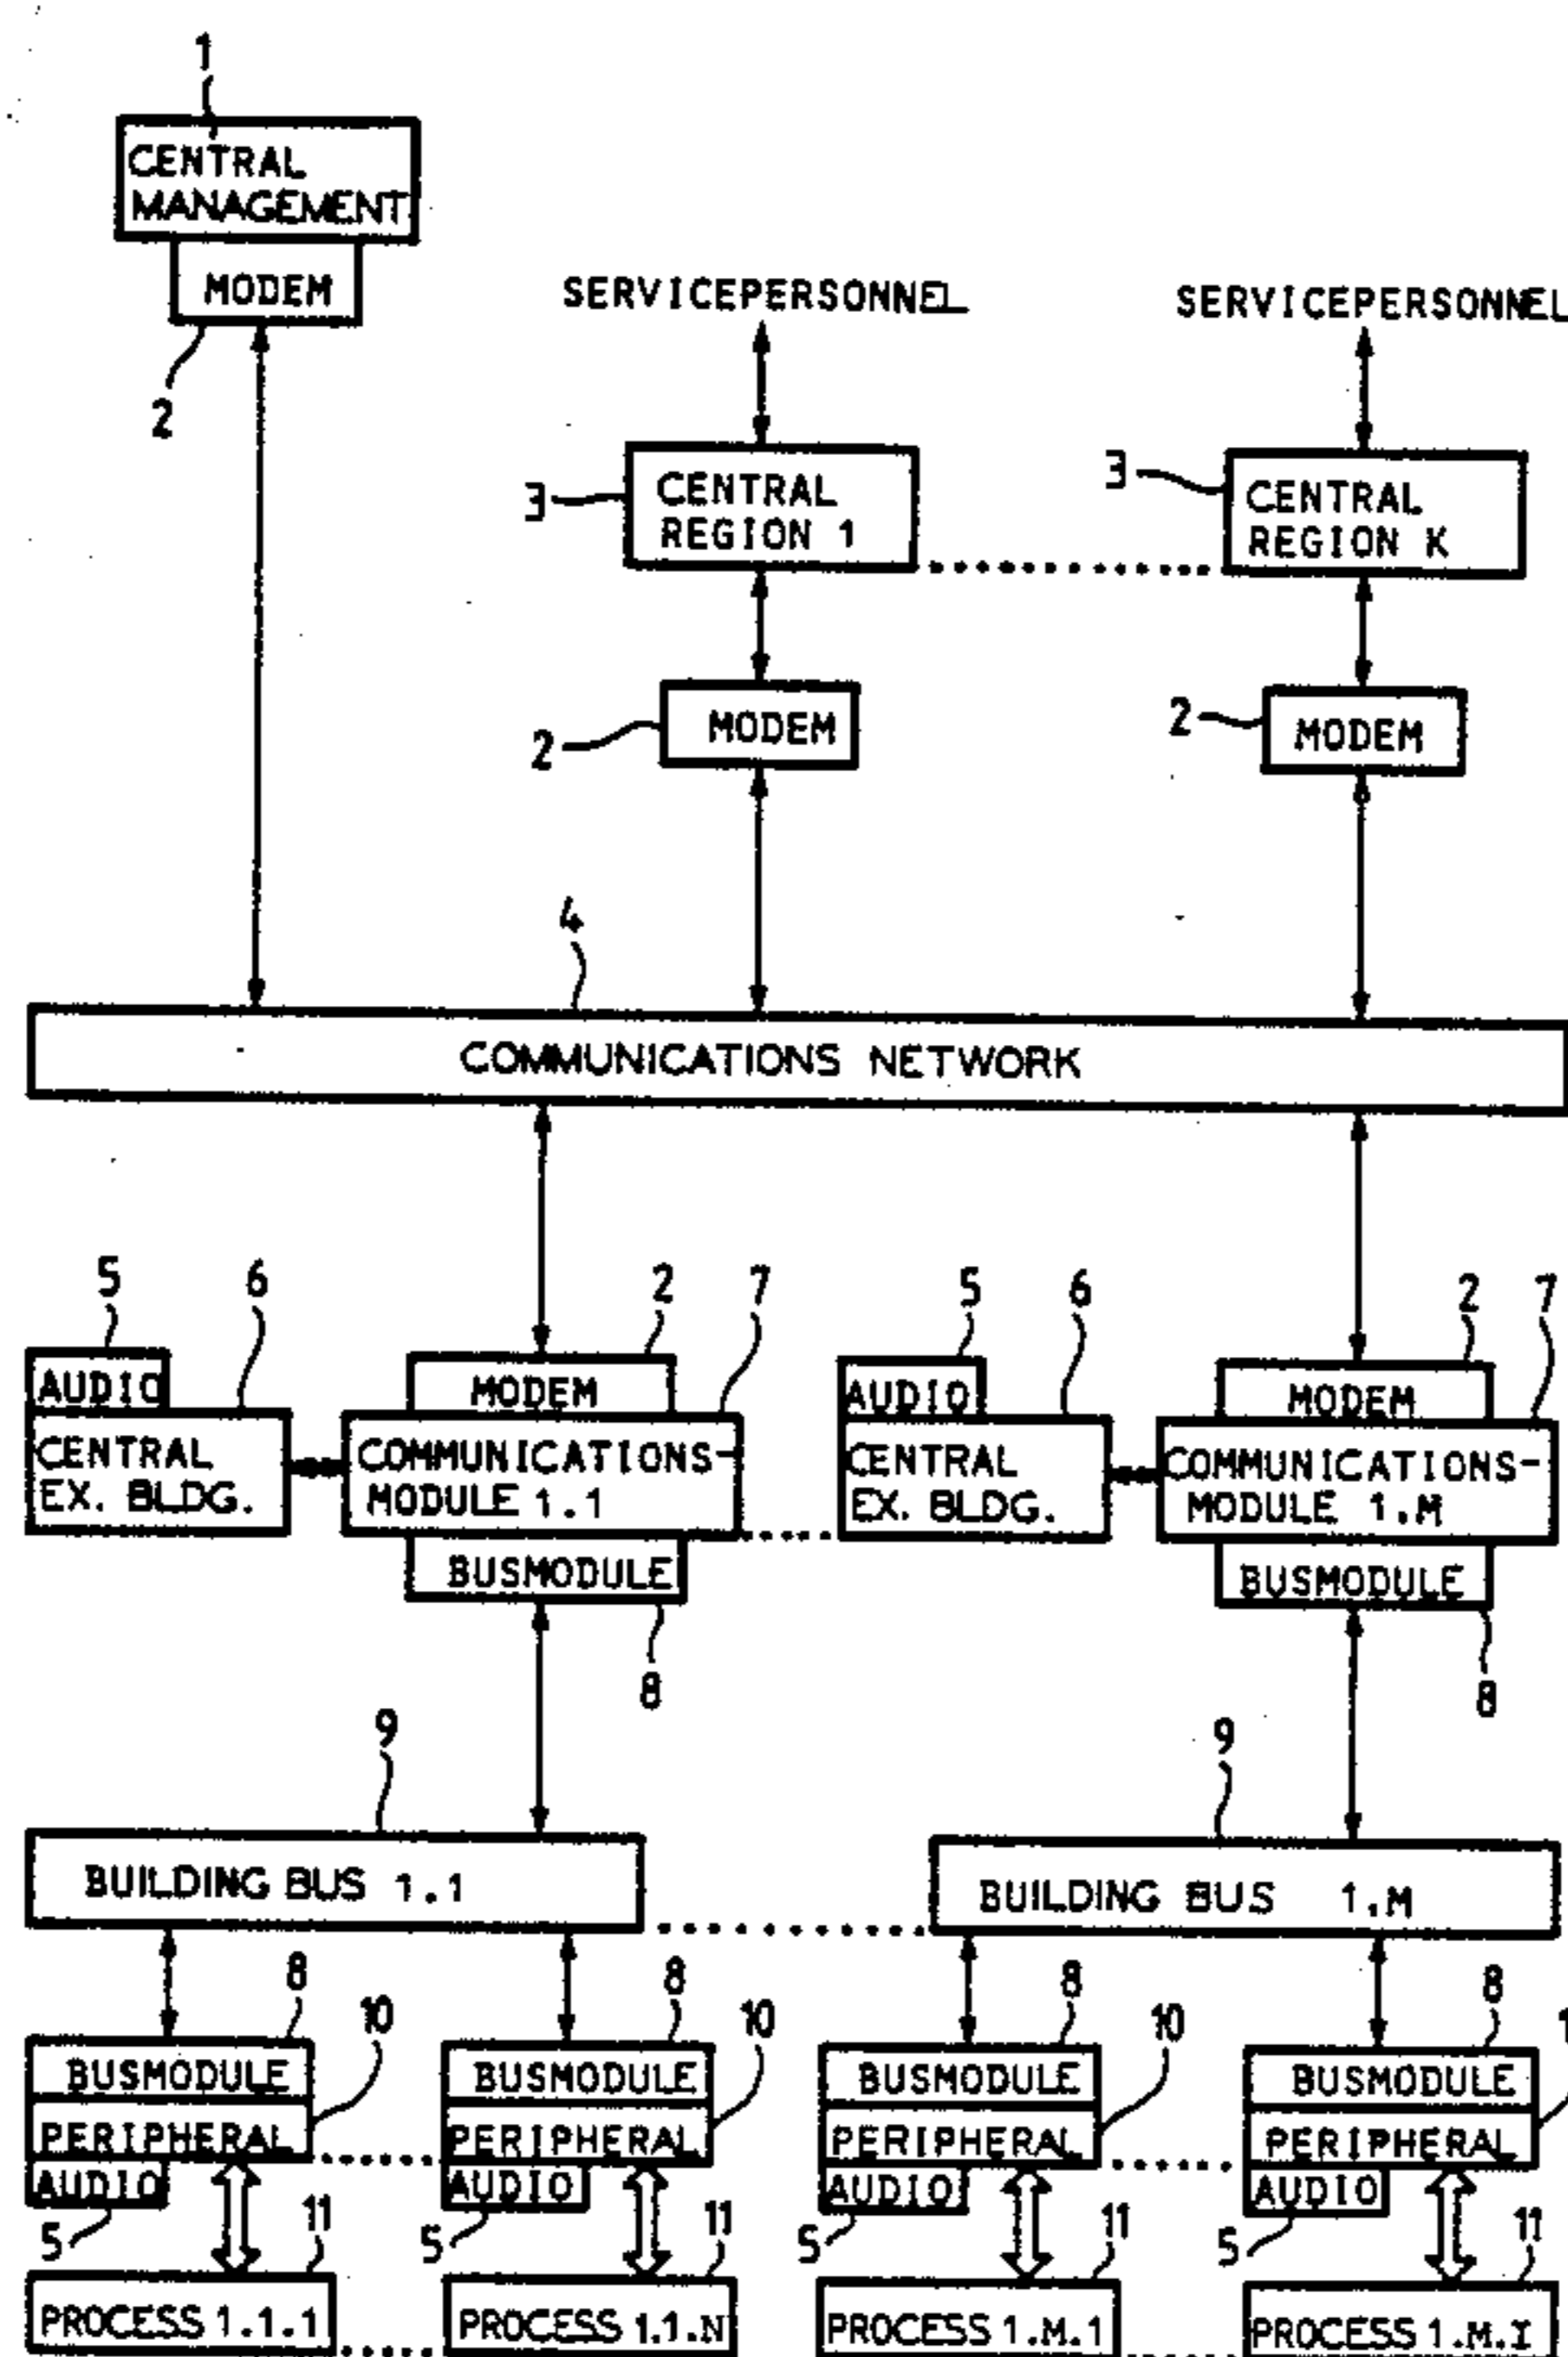 1
CENTRAL
MANAGEMENT
MODEM
2
SERVICEPERSONNEL
SERVICEPERSONNEL
3
CENTRAL
REGION 1
3
CENTRAL
REGION K
2
MODEM
2
MODEM
4
COMMUNICATIONS NETWORK
5
6
2
7
5
6
2
7
AUDIO
CENTRAL
EX. BLDG.
MODEM
COMMUNICATIONS-
MODULE 1.1
BUSMODULE
8
AUDIO
CENTRAL
EX. BLDG.
MODEM
COMMUNICATIONS-
MODULE 1.M
BUSMODULE
8
9
BUILDING BUS 1.1
9
BUILDING BUS 1.M
8
10
BUSMODULE
PERIPHERAL
AUDIO
5
11
PROCESS 1.1.1
8
10
BUSMODULE
PERIPHERAL
AUDIO
5
11
PROCESS 1.1.N
8
10
BUSMODULE
PERIPHERAL
AUDIO
5
11
PROCESS 1.M.1
8
BUSMODULE
PERIPHERAL
AUDIO
5
11
PROCESS 1.M.I